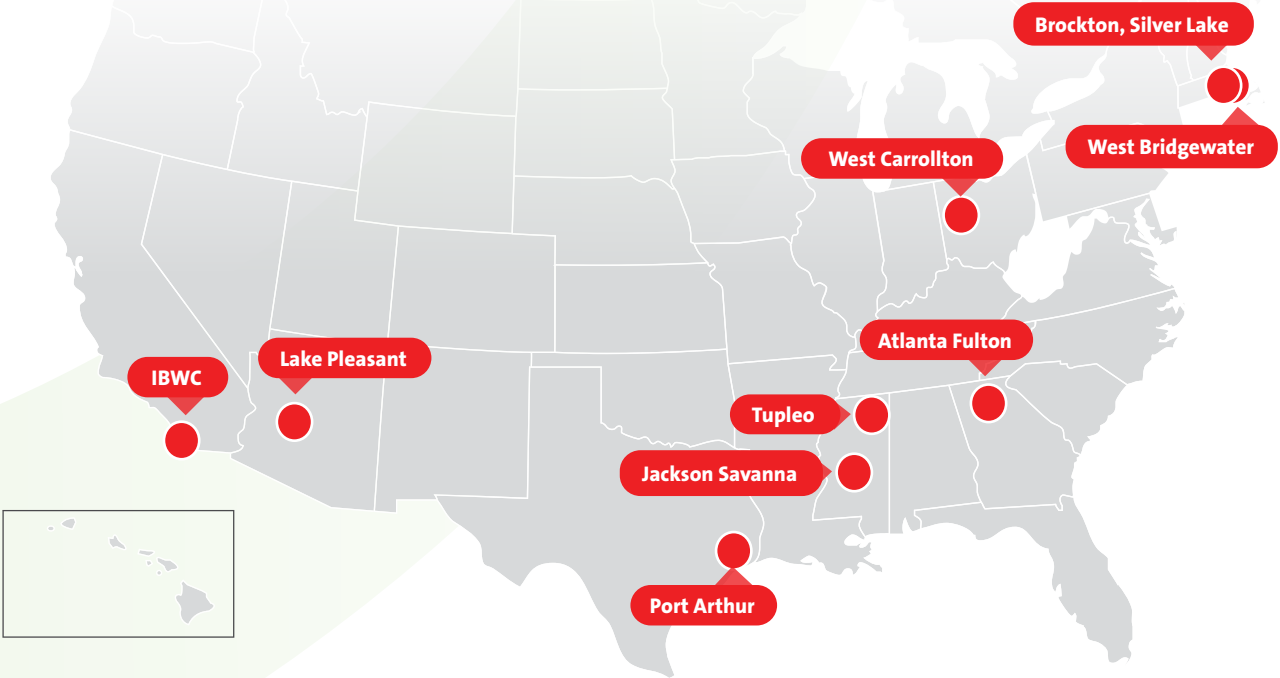 Brockton, Silver Lake
West Bridgewater
West Carrollton
Atlanta Fulton
Lake Pleasant
IBWC
Tupleo
Jackson Savanna
Port Arthur